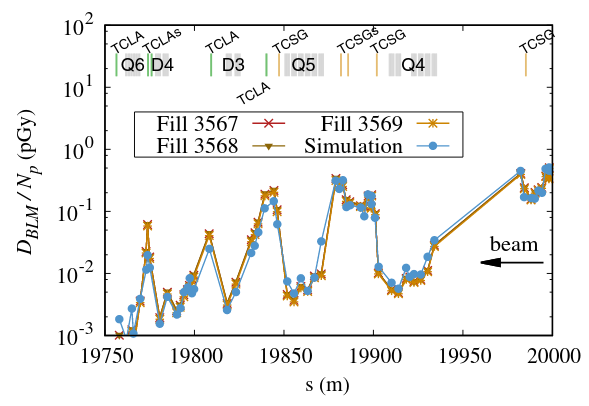 10^2
10^1
10^0
10^-1
10^-2
10^-3
D_BLM/N_p (pGy)
TCLA TCLAs TCLA TCSG TCSGs TCSG TCSG
Q6 D4 D3 Q5 Q4
TCLA
Fill 3567 Fill 3569
Fill 3568 Simulation
beam
19750 19800 19850 19900 19950 20000
s (m)